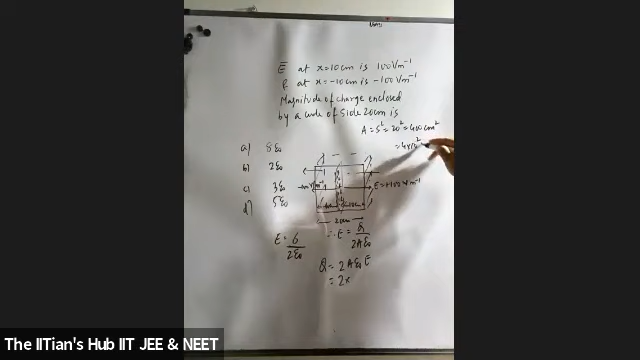 E at x=10cm is 100Vm⁻¹
E at x=-10cm is -100Vm⁻¹
Magnitude of charge enclosed
by a cube of side 20cm is
A = S² = 20² = 400cm²
a) 8ε₀
b) 2ε₀
c) 3ε₀
d) 5ε₀
E=+100Vm⁻¹
20cm
E = σ/2ε₀
∴ E = Q/2Aε₀
Q = 2Aε₀E
= 2×
The IITian's Hub IIT JEE & NEET